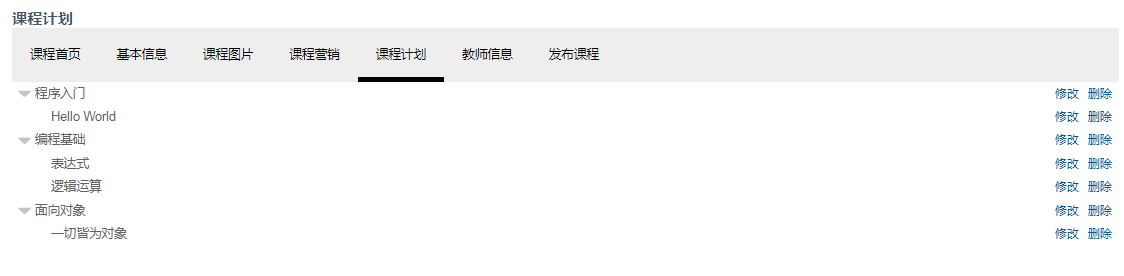 课程计划
课程首页 基本信息 课程图片 课程营销 课程计划 教师信息 发布课程
程序入门 修改 删除
Hello World 修改 删除
编程基础 修改 删除
表达式 修改 删除
逻辑运算 修改 删除
面向对象 修改 删除
一切皆为对象 修改 删除